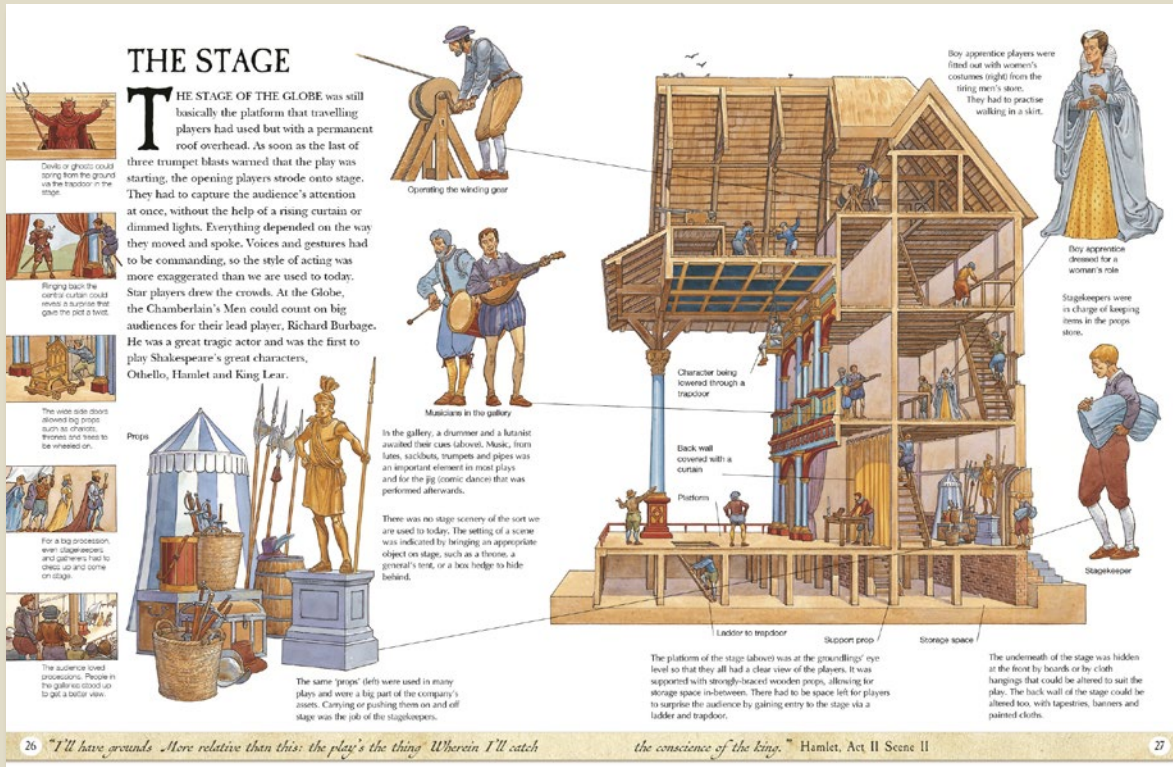 THE STAGE
THE STAGE OF THE GLOBE was still
basically the platform that travelling
players had used but with a permanent
roof overhead. As soon as the last of
three trumpet blasts warned that the play was
starting, the opening players strode onto stage.
They had to capture the audience's attention
at once, without the help of a rising curtain or
dimmed lights. Everything depended on the way
they moved and spoke. Voices and gestures had
to be commanding, so the style of acting was
more exaggerated than we are used to today.
Star players drew the crowds. At the Globe,
the Chamberlain's Men could count on big
audiences for their lead player, Richard Burbage.
He was a great tragic actor and was the first to
play Shakespeare's great characters,
Othello, Hamlet and King Lear.
Devils or ghosts could
spring from the ground
via the trapdoor in the
stage.
Ringing back the
central curtain could
reveal a surprise that
gave the plot a twist.
The wide side doors
allowed big props
such as chariots,
thrones and trees to
be wheeled on.
For a big procession,
even stagekeepers
and gatherers had to
dress up and come
on stage.
The audience loved
processions. People in
the galleries stood up
to get a better view.
Props
Operating the winding gear
Musicians in the gallery
In the gallery, a drummer and a lutanist
awaited their cues (above). Music, from
lutes, sackbuts, trumpets and pipes was
an important element in most plays
and for the jig (comic dance) that was
performed afterwards.
There was no stage scenery of the sort we
are used to today. The setting of a scene
was indicated by bringing an appropriate
object on stage, such as a throne, a
general's tent, or a box hedge to hide
behind.
The same 'props' (left) were used in many
plays and were a big part of the company's
assets. Carrying or pushing them on and off
stage was the job of the stagekeepers.
Boy apprentice players were
fitted out with women's
costumes (right) from the
tiring men's store.
They had to practise
walking in a skirt.
Boy apprentice
dressed for a
woman's role
Stagekeepers were
in charge of keeping
items in the props
store.
Stagekeeper
Character being
lowered through a
trapdoor
Back wall
covered with a
curtain
Platform
Ladder to trapdoor
Support prop
Storage space
The platform of the stage (above) was at the groundlings' eye
level so that they all had a clear view of the players. It was
supported with strongly-braced wooden props, allowing for
storage space in-between. There had to be space left for players
to surprise the audience by gaining entry to the stage via a
ladder and trapdoor.
The underneath of the stage was hidden
at the front by boards or by cloth
hangings that could be altered to suit the
play. The back wall of the stage could be
altered too, with tapestries, banners and
painted cloths.
26 "I'll have grounds More relative than this: the play's the thing Wherein I'll catch the conscience of the king." Hamlet, Act II Scene II 27